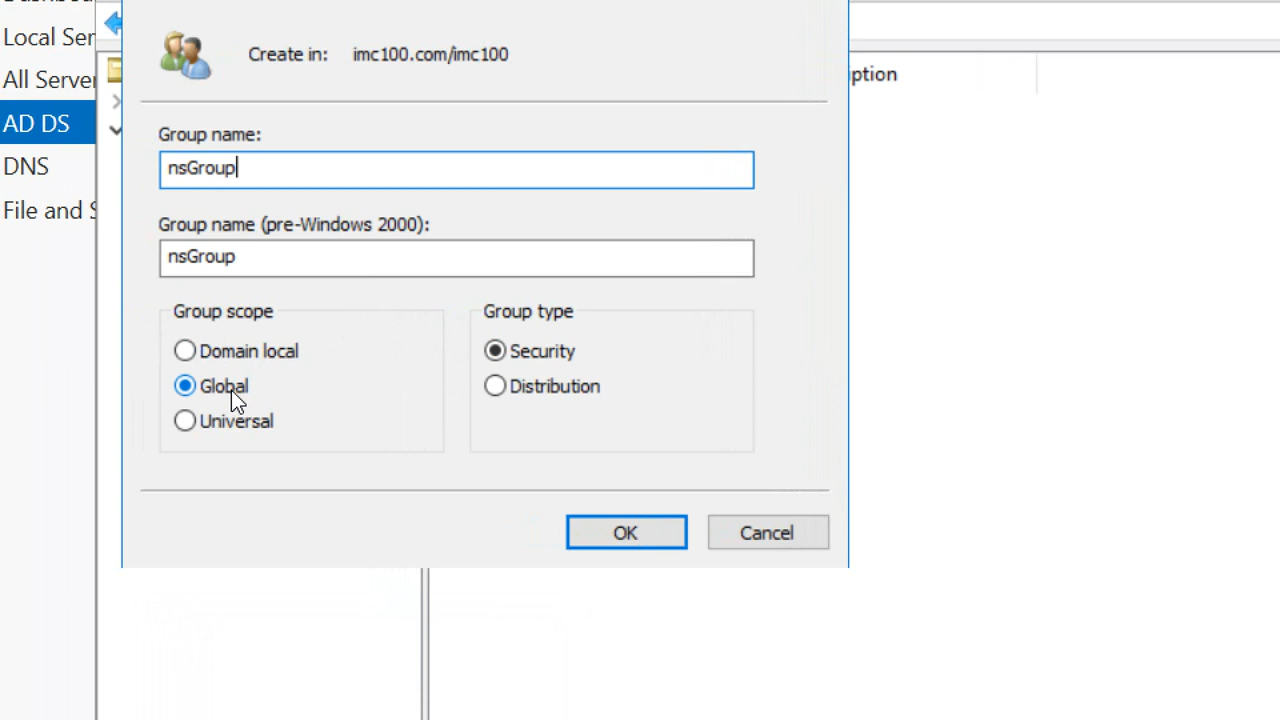 Local Ser
All Server
AD DS
DNS
File and S
Create in: imc100.com/imc100
ption
Group name:
nsGroup
Group name (pre-Windows 2000):
nsGroup
Group scope
Domain local
Global
Universal
Group type
Security
Distribution
OK
Cancel